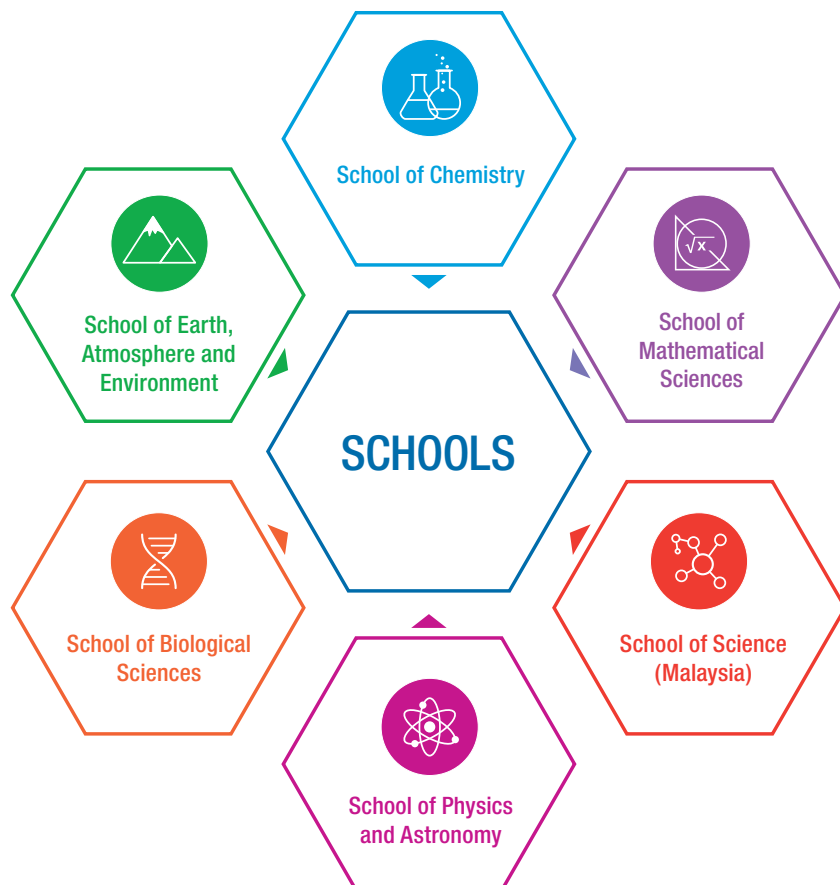 School of Chemistry
School of Earth,
Atmosphere and
Environment
√x
School of
Mathematical
Sciences
SCHOOLS
School of Biological
Sciences
School of Science
(Malaysia)
School of Physics
and Astronomy